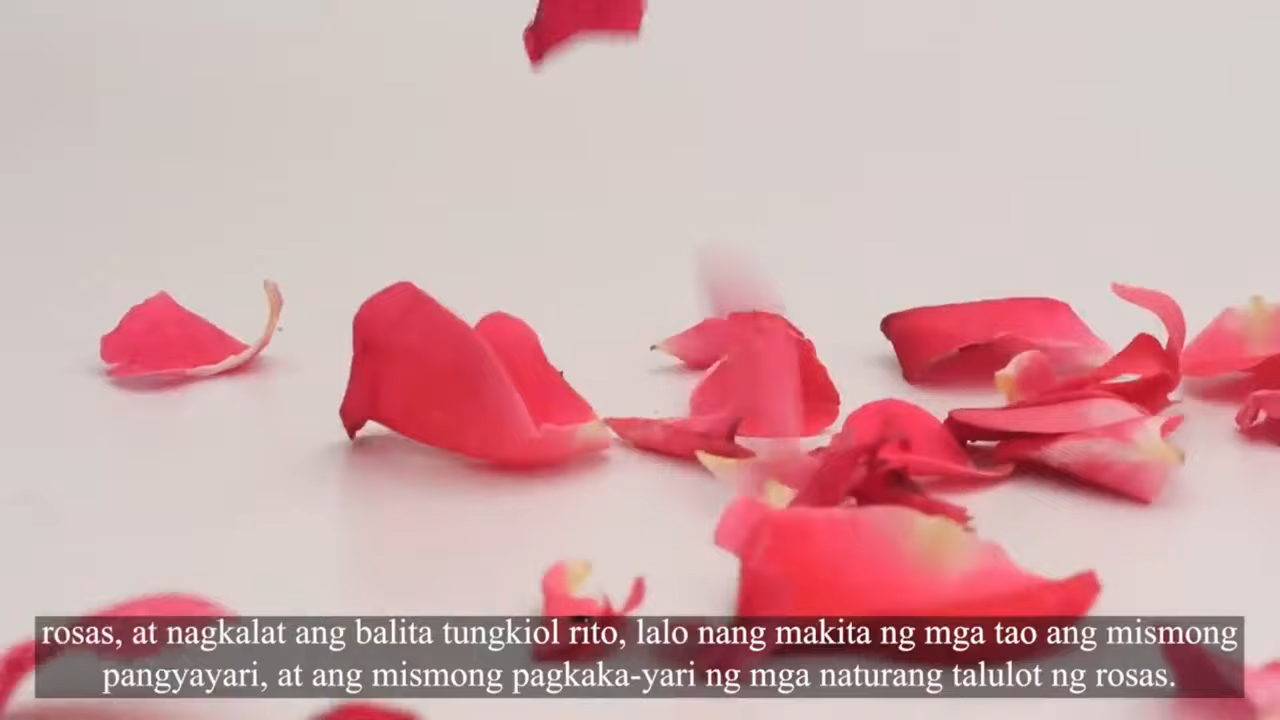 rosas, at nagkalat ang balita tungkiol rito, lalo nang makita ng mga tao ang mismong
pangyayari, at ang mismong pagkaka-yari ng mga naturang talulot ng rosas.